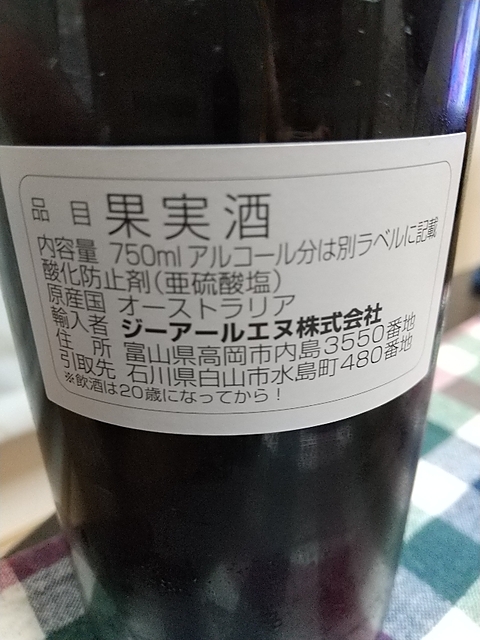 品目 果実酒
内容量 750ml アルコール分は別ラベルに記載
酸化防止剤(亜硫酸塩)
原産国 オーストラリア
輸入者 ジーアールエヌ株式会社
住所 富山県高岡市内島3550番地
引取先 石川県白山市水島町480番地
※飲酒は20歳になってから!